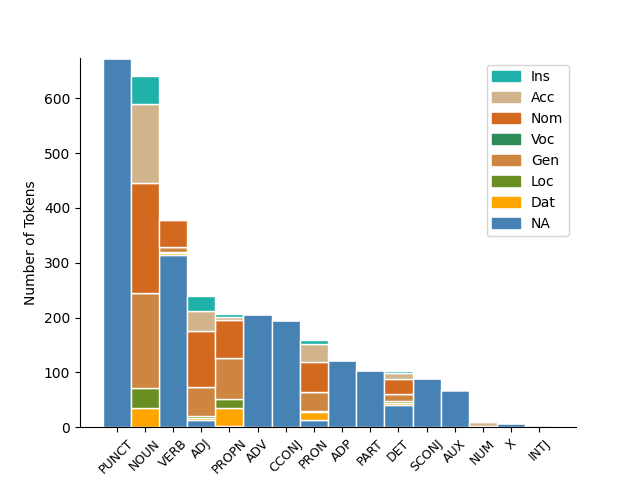 Number of Tokens
600
500
400
300
200
100
0
PUNCT
NOUN
VERB
ADJ
PROPN
ADV
CCONJ
PRON
ADP
PART
DET
SCONJ
AUX
NUM
X
INTJ
Ins
Acc
Nom
Voc
Gen
Loc
Dat
NA